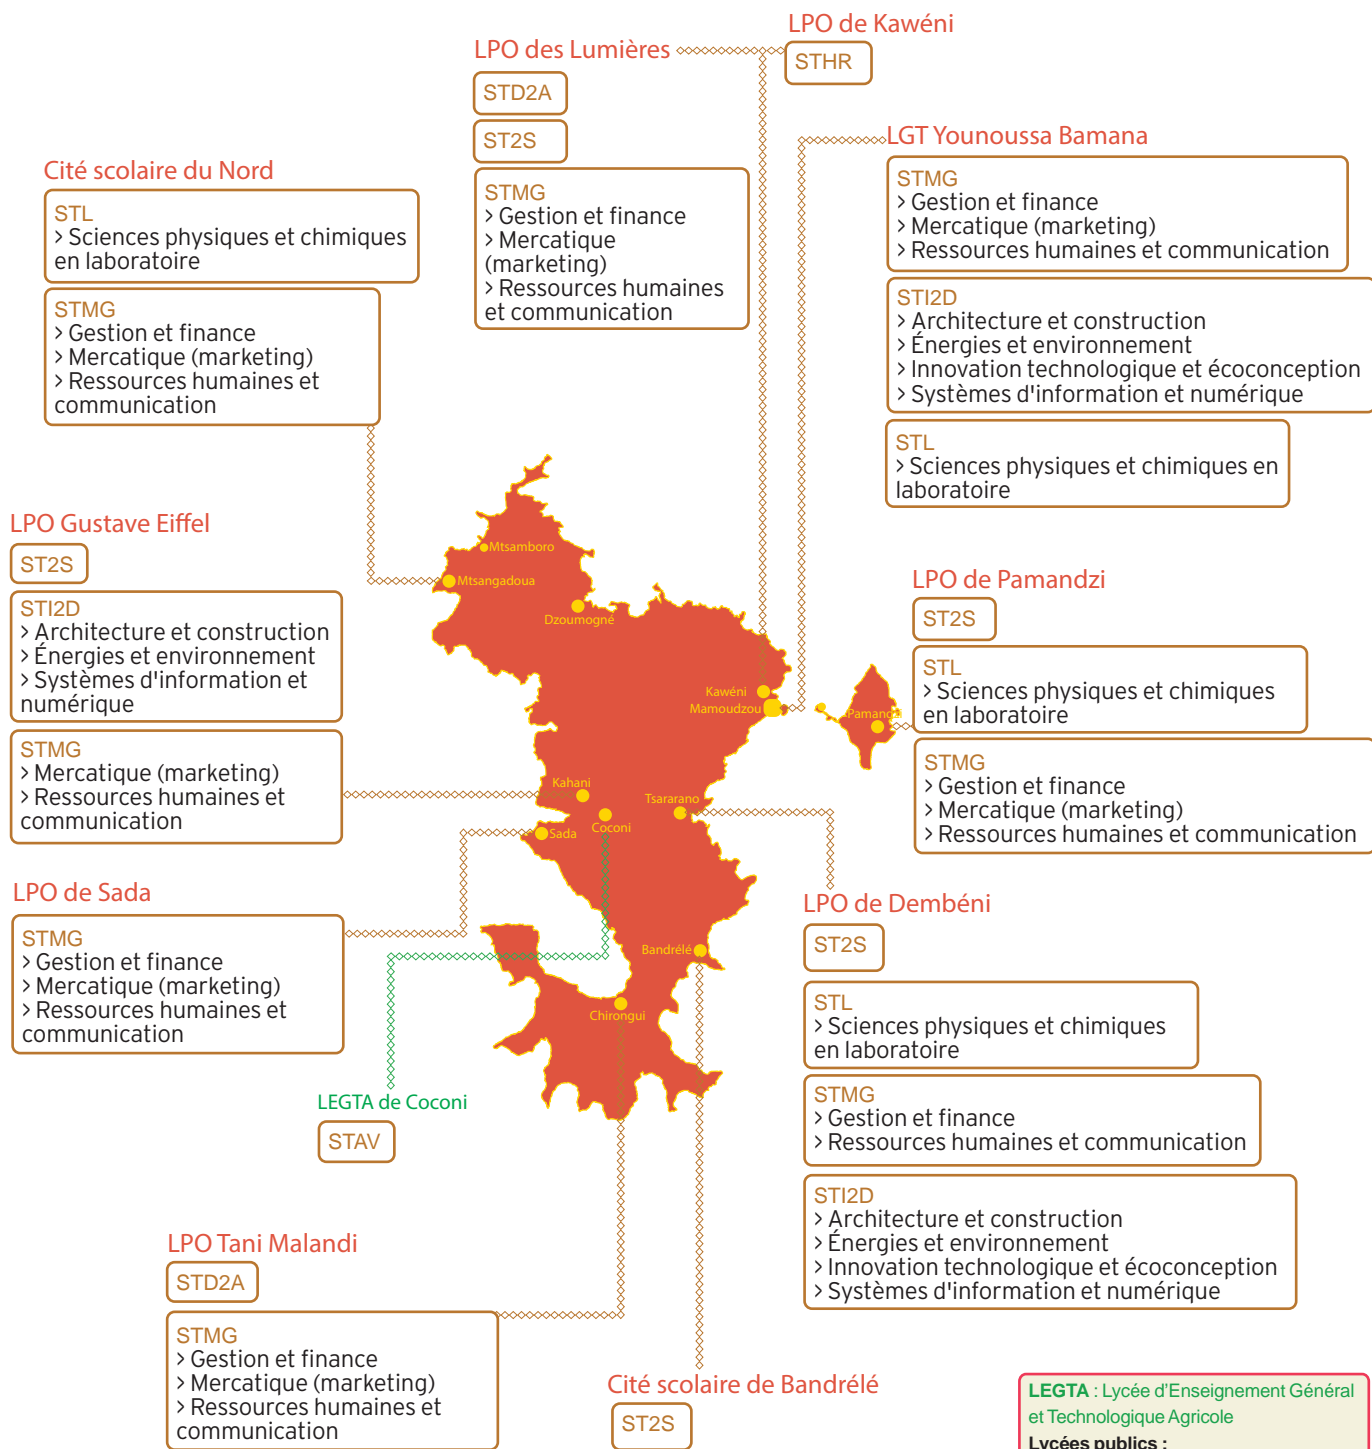 LPO de Kawéni
STHR
LPO des Lumières
STD2A
ST2S
STMG
> Gestion et finance
> Mercatique
(marketing)
> Ressources humaines
et communication
LGT Younoussa Bamana
STMG
> Gestion et finance
> Mercatique (marketing)
> Ressources humaines et communication
STI2D
> Architecture et construction
> Énergies et environnement
> Innovation technologique et écoconception
> Systèmes d'information et numérique
STL
> Sciences physiques et chimiques en
laboratoire
Cité scolaire du Nord
STL
> Sciences physiques et chimiques
en laboratoire
STMG
> Gestion et finance
> Mercatique (marketing)
> Ressources humaines et
communication
LPO Gustave Eiffel
ST2S
STI2D
> Architecture et construction
> Énergies et environnement
> Systèmes d'information et
numérique
STMG
> Mercatique (marketing)
> Ressources humaines et
communication
Mtsamboro
Mtsangadoua
Dzoumogné
Kawéni
Mamoudzou
Pamandzi
Kahani
Tsararano
Coconi
Sada
Bandrélé
Chirongui
LPO de Pamandzi
ST2S
STL
> Sciences physiques et chimiques
en laboratoire
STMG
> Gestion et finance
> Mercatique (marketing)
> Ressources humaines et communication
LPO de Sada
STMG
> Gestion et finance
> Mercatique (marketing)
> Ressources humaines et
communication
LEGTA de Coconi
STAV
LPO de Dembéni
ST2S
STL
> Sciences physiques et chimiques
en laboratoire
STMG
> Gestion et finance
> Ressources humaines et communication
STI2D
> Architecture et construction
> Énergies et environnement
> Innovation technologique et écoconception
> Systèmes d'information et numérique
LPO Tani Malandi
STD2A
STMG
> Gestion et finance
> Mercatique (marketing)
> Ressources humaines et
communication
Cité scolaire de Bandrélé
ST2S
LEGTA : Lycée d'Enseignement Général
et Technologique Agricole
Lycées publics :